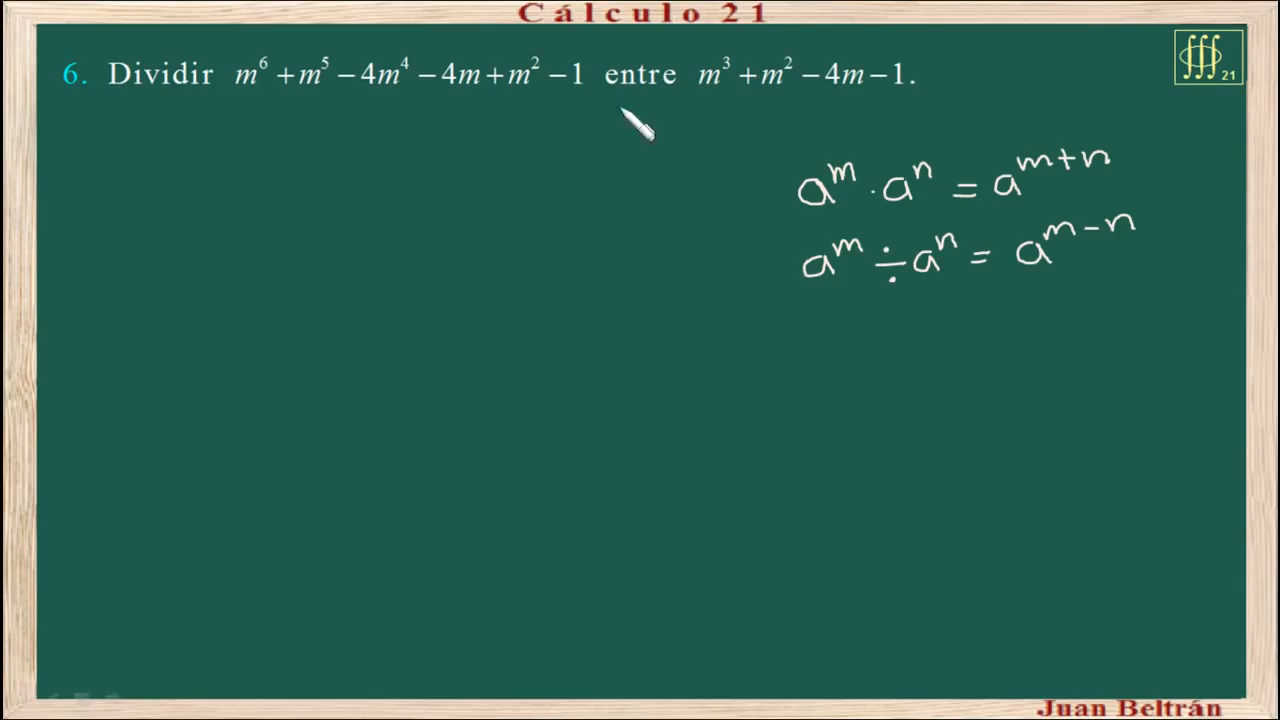 Cálculo 21
6. Dividir m⁶ + m⁵ − 4m⁴ − 4m + m² − 1 entre m³ + m² − 4m − 1.
21
aᵐ · aⁿ = aᵐ⁺ⁿ
aᵐ ÷ aⁿ = aᵐ⁻ⁿ
Juan Beltrán